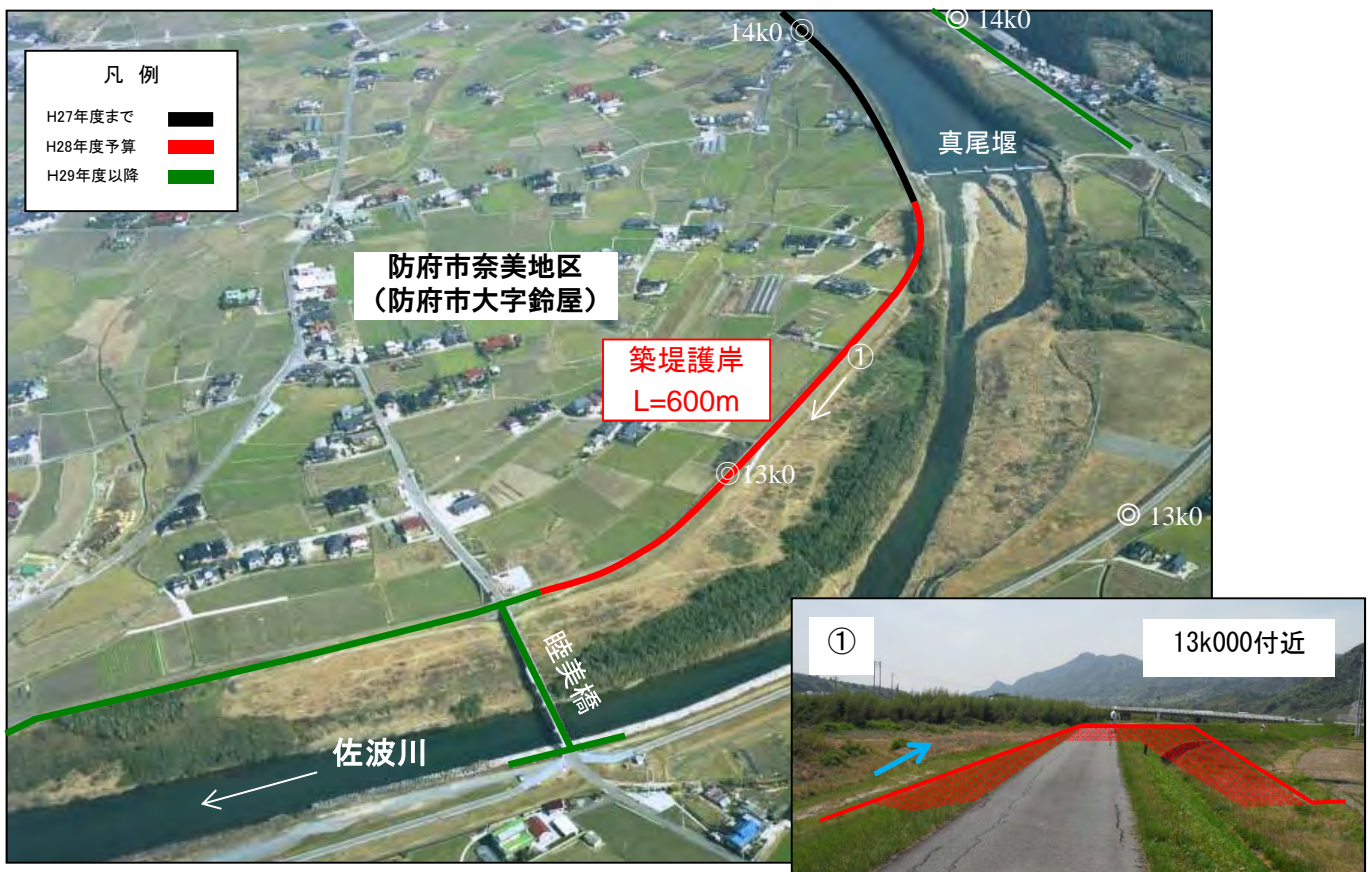 凡 例
H27年度まで
H28年度予算
H29年度以降
14k0 ◎
◎ 14k0
真尾堰
防府市奈美地区
（防府市大字鈴屋）
築堤護岸
L=600m
①
◎13k0
◎ 13k0
睦美橋
佐波川
①
13k000付近